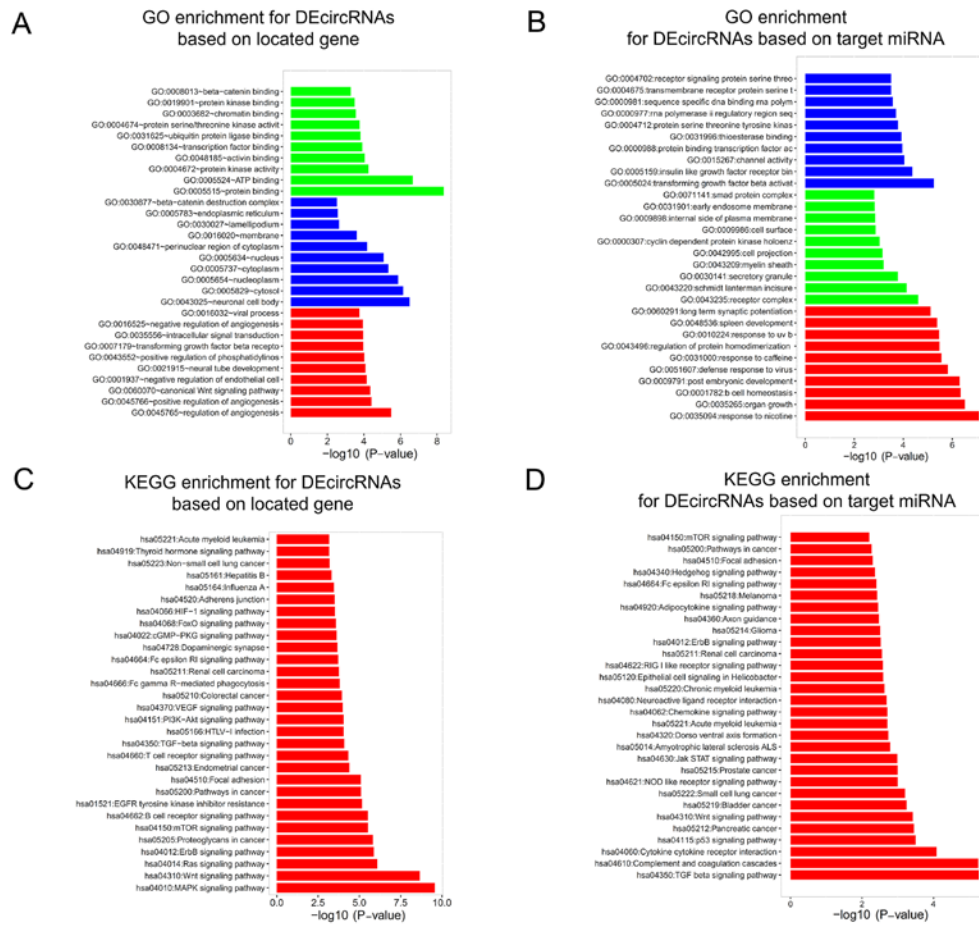 A
GO enrichment for DEcircRNAs
based on located gene
GO:0008013~beta-catenin binding
GO:0019901~protein kinase binding
GO:0003682~chromatin binding
GO:0004674~protein serine/threonine kinase activit
GO:0031625~ubiquitin protein ligase binding
GO:0008134~transcription factor binding
GO:0048185~activin binding
GO:0004672~protein kinase activity
GO:0005524~ATP binding
GO:0005515~protein binding
GO:0030877~beta-catenin destruction complex
GO:0005783~endoplasmic reticulum
GO:0030027~lamellipodium
GO:0016020~membrane
GO:0048471~perinuclear region of cytoplasm
GO:0005634~nucleus
GO:0005737~cytoplasm
GO:0005654~nucleoplasm
GO:0005829~cytosol
GO:0043025~neuronal cell body
GO:0016032~viral process
GO:0016525~negative regulation of angiogenesis
GO:0035556~intracellular signal transduction
GO:0007179~transforming growth factor beta recepto
GO:0043552~positive regulation of phosphatidylinos
GO:0021915~neural tube development
GO:0001937~negative regulation of endothelial cell
GO:0060070~canonical Wnt signaling pathway
GO:0045766~positive regulation of angiogenesis
GO:0045765~regulation of angiogenesis
0 2 4 6 8
−log10 (P−value)
B
GO enrichment
for DEcircRNAs based on target miRNA
GO:0004702:receptor signaling protein serine threo
GO:0004675:transmembrane receptor protein serine t
GO:0000981:sequence specific dna binding rna polym
GO:0000977:rna polymerase ii regulatory region seq
GO:0004712:protein serine threonine tyrosine kinas
GO:0031996:thioesterase binding
GO:0000988:protein binding transcription factor ac
GO:0015267:channel activity
GO:0005159:insulin like growth factor receptor bin
GO:0005024:transforming growth factor beta activat
GO:0071141:smad protein complex
GO:0031901:early endosome membrane
GO:0009898:internal side of plasma membrane
GO:0009986:cell surface
GO:0000307:cyclin dependent protein kinase holoenz
GO:0042995:cell projection
GO:0043209:myelin sheath
GO:0030141:secretory granule
GO:0043220:schmidt lanterman incisure
GO:0043235:receptor complex
GO:0060291:long term synaptic potentiation
GO:0048536:spleen development
GO:0010224:response to uv b
GO:0043496:regulation of protein homodimerization
GO:0031000:response to caffeine
GO:0051607:defense response to virus
GO:0009791:post embryonic development
GO:0001782:b cell homeostasis
GO:0035265:organ growth
GO:0035094:response to nicotine
0 2 4 6
−log10 (P−value)
C
KEGG enrichment for DEcircRNAs
based on located gene
hsa05221:Acute myeloid leukemia
hsa04919:Thyroid hormone signaling pathway
hsa05223:Non−small cell lung cancer
hsa05161:Hepatitis B
hsa05164:Influenza A
hsa04520:Adherens junction
hsa04066:HIF−1 signaling pathway
hsa04068:FoxO signaling pathway
hsa04022:cGMP−PKG signaling pathway
hsa04728:Dopaminergic synapse
hsa04664:Fc epsilon RI signaling pathway
hsa05211:Renal cell carcinoma
hsa04666:Fc gamma R−mediated phagocytosis
hsa05210:Colorectal cancer
hsa04370:VEGF signaling pathway
hsa04151:PI3K−Akt signaling pathway
hsa05166:HTLV−I infection
hsa04350:TGF−beta signaling pathway
hsa04660:T cell receptor signaling pathway
hsa05213:Endometrial cancer
hsa04510:Focal adhesion
hsa05200:Pathways in cancer
hsa01521:EGFR tyrosine kinase inhibitor resistance
hsa04662:B cell receptor signaling pathway
hsa04150:mTOR signaling pathway
hsa05205:Proteoglycans in cancer
hsa04012:ErbB signaling pathway
hsa04014:Ras signaling pathway
hsa04310:Wnt signaling pathway
hsa04010:MAPK signaling pathway
0.0 2.5 5.0 7.5 10.0
−log10 (P−value)
D
KEGG enrichment
for DEcircRNAs based on target miRNA
hsa04150:mTOR signaling pathway
hsa05200:Pathways in cancer
hsa04510:Focal adhesion
hsa04340:Hedgehog signaling pathway
hsa04664:Fc epsilon RI signaling pathway
hsa05218:Melanoma
hsa04920:Adipocytokine signaling pathway
hsa04360:Axon guidance
hsa05214:Glioma
hsa04012:ErbB signaling pathway
hsa05211:Renal cell carcinoma
hsa04622:RIG I like receptor signaling pathway
hsa05120:Epithelial cell signaling in Helicobacter
hsa05220:Chronic myeloid leukemia
hsa04080:Neuroactive ligand receptor interaction
hsa04062:Chemokine signaling pathway
hsa05221:Acute myeloid leukemia
hsa04320:Dorso ventral axis formation
hsa05014:Amyotrophic lateral sclerosis ALS
hsa04630:Jak STAT signaling pathway
hsa05215:Prostate cancer
hsa04621:NOD like receptor signaling pathway
hsa05222:Small cell lung cancer
hsa05219:Bladder cancer
hsa04310:Wnt signaling pathway
hsa05212:Pancreatic cancer
hsa04115:p53 signaling pathway
hsa04060:Cytokine cytokine receptor interaction
hsa04610:Complement and coagulation cascades
hsa04350:TGF beta signaling pathway
0 2 4
−log10 (P−value)